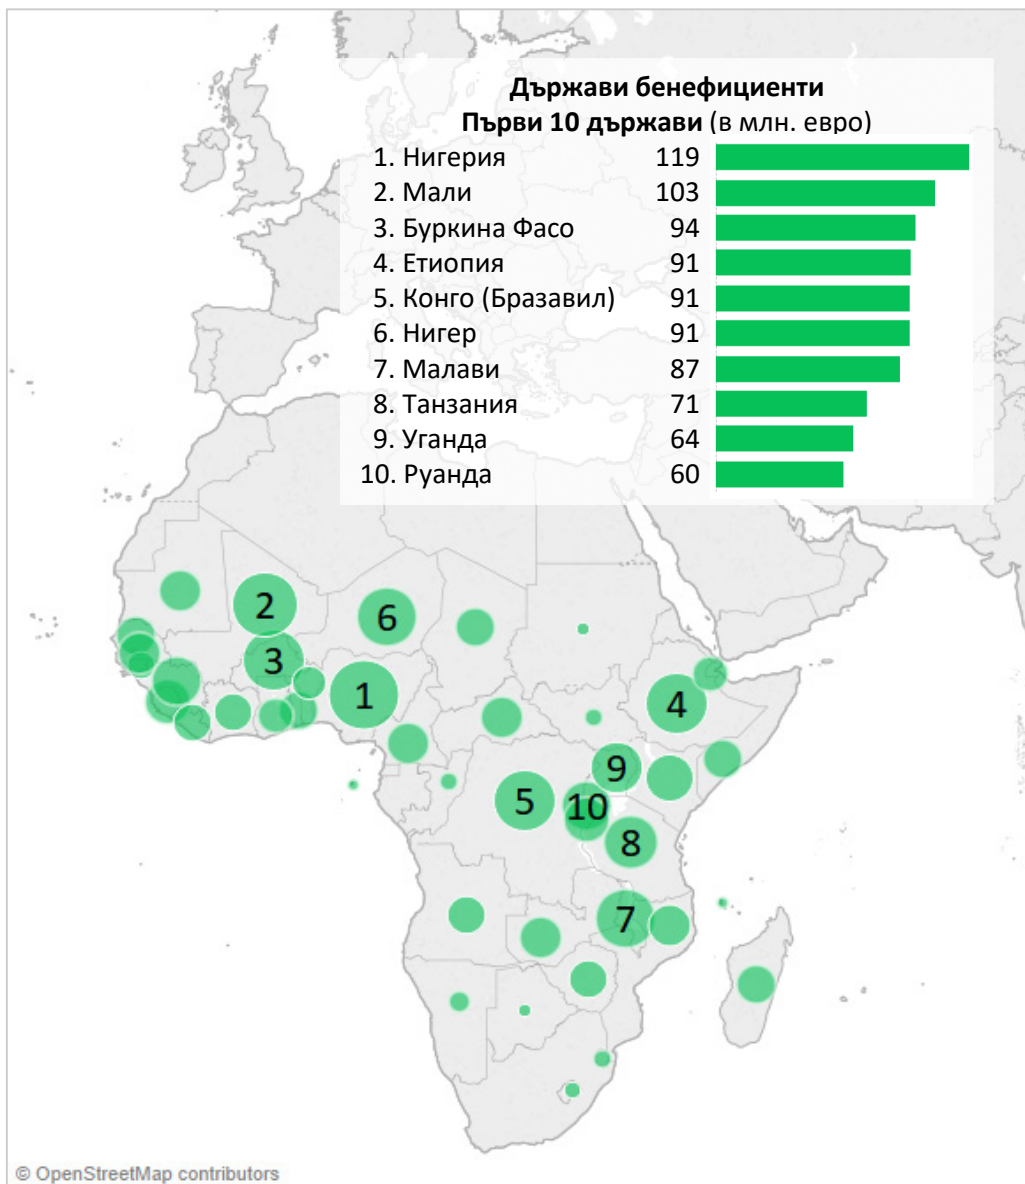 Държави бенефициенти
Първи 10 държави (в млн. евро)
1. Нигерия 119
2. Мали 103
3. Буркина Фасо 94
4. Етиопия 91
5. Конго (Бразавил) 91
6. Нигер 91
7. Малави 87
8. Танзания 71
9. Уганда 64
10. Руанда 60
2
6
3
1
4
9
5
10
8
7
© OpenStreetMap contributors